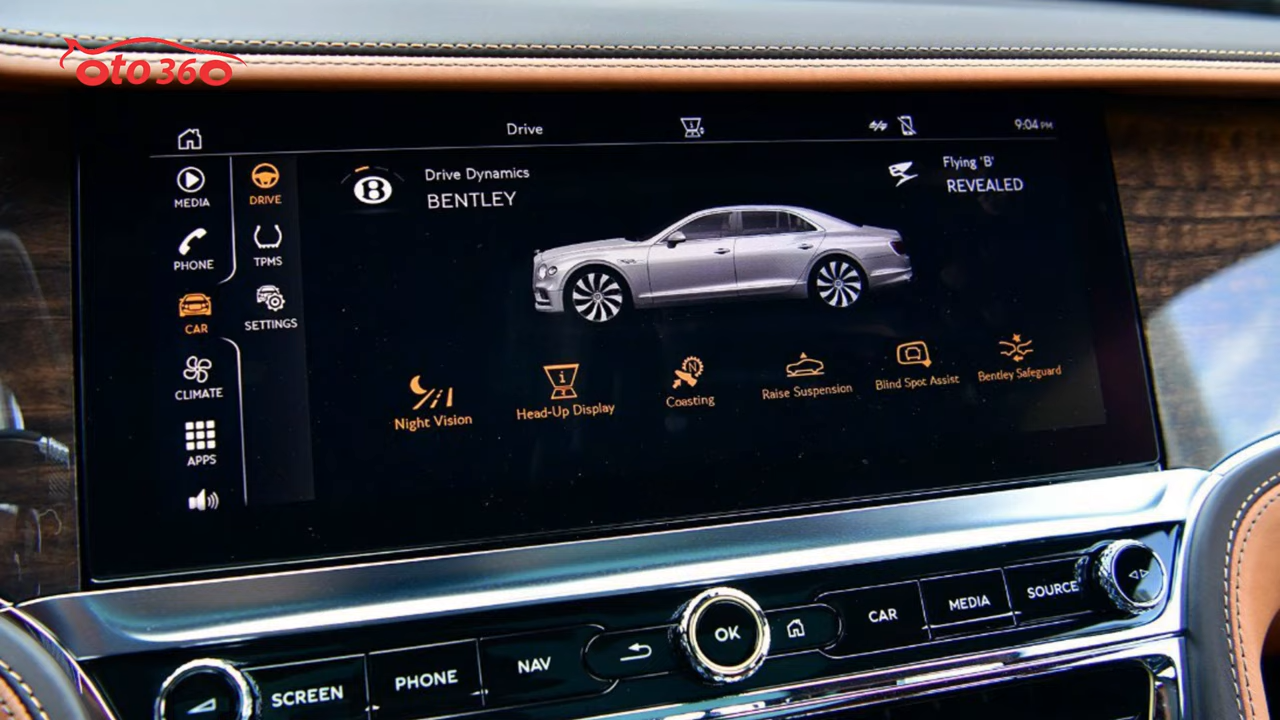 oto360
Drive
9:04 PM
MEDIA
DRIVE
Drive Dynamics
BENTLEY
B
Flying 'B'
REVEALED
PHONE
TPMS
CAR
SETTINGS
CLIMATE
APPS
Night Vision
i
Head-Up Display
N
Coasting
Raise Suspension
Blind Spot Assist
Bentley Safeguard
SCREEN
PHONE
NAV
OK
CAR
MEDIA
SOURCE